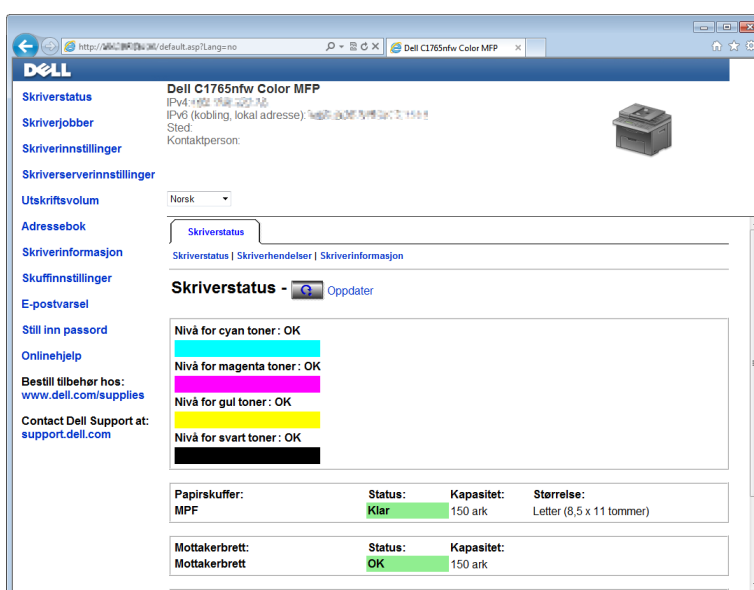 http:// /default.asp?Lang=no
Dell C1765nfw Color MFP
DELL
Skriverstatus
Skriverjobber
Skriverinnstillinger
Skriverserverinnstillinger
Utskriftsvolum
Adressebok
Skriverinformasjon
Skuffinnstillinger
E-postvarsel
Still inn passord
Onlinehjelp
Bestill tilbehør hos:
www.dell.com/supplies
Contact Dell Support at:
support.dell.com
Dell C1765nfw Color MFP
IPv4:
IPv6 (kobling, lokal adresse):
Sted:
Kontaktperson:
Norsk
Skriverstatus
Skriverstatus | Skriverhendelser | Skriverinformasjon
Skriverstatus - Oppdater
Nivå for cyan toner: OK
Nivå for magenta toner: OK
Nivå for gul toner: OK
Nivå for svart toner: OK
Papirskuffer: Status: Kapasitet: Størrelse:
MPF Klar 150 ark Letter (8,5 x 11 tommer)
Mottakerbrett: Status: Kapasitet:
Mottakerbrett OK 150 ark